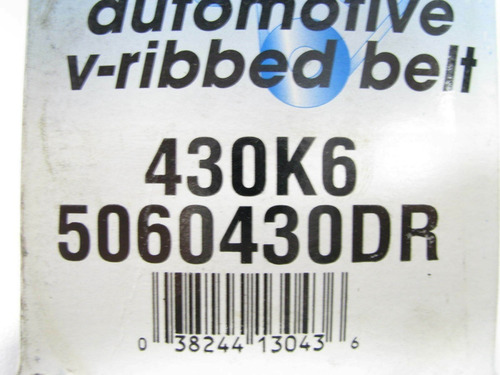 automotive
v-ribbed belt
430K6
5060430DR
0 38244 13043 6